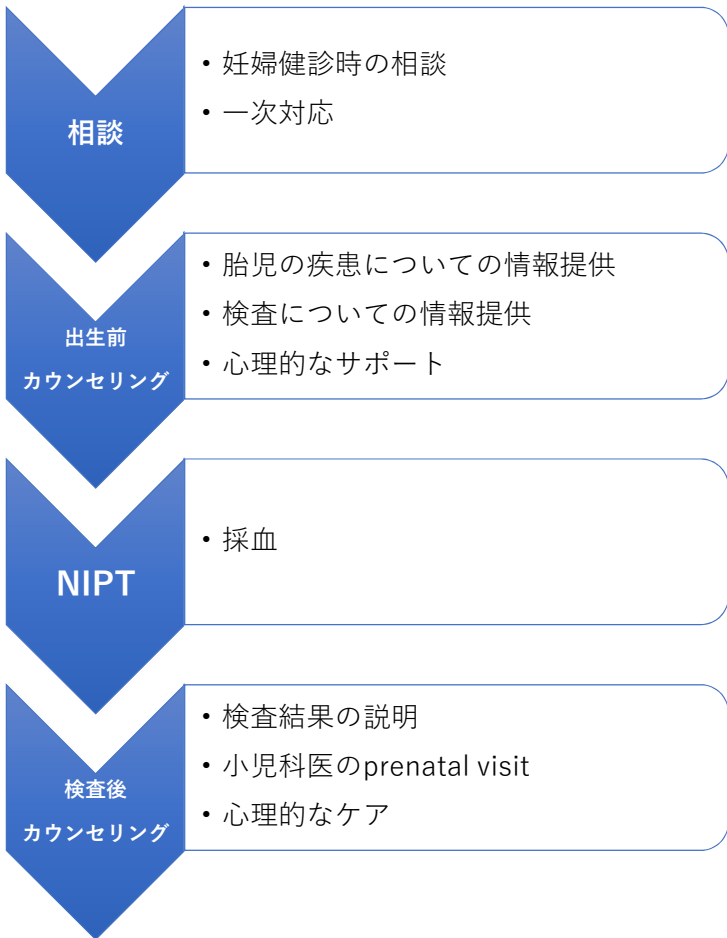 相談
・妊婦健診時の相談
・一次対応
出生前
カウンセリング
・胎児の疾患についての情報提供
・検査についての情報提供
・心理的なサポート
NIPT
・採血
検査後
カウンセリング
・検査結果の説明
・小児科医のprenatal visit
・心理的なケア